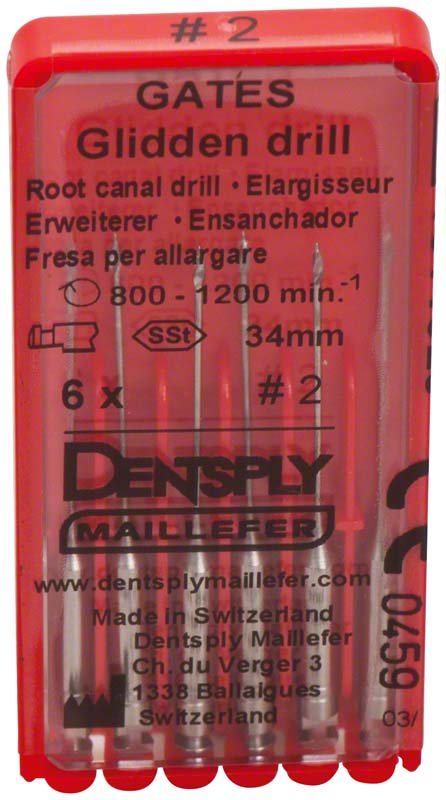 # 2
GATES
Glidden drill
Root canal drill · Elargisseur
Erweiterer · Ensanchador
Fresa per allargare
800 - 1200 min.⁻¹
SSt 34mm
6 x # 2
DENTSPLY
MAILLEFER
www.dentsplymaillefer.com
Made in Switzerland
Dentsply Maillefer
Ch. du Verger 3
1338 Ballaigues
Switzerland
CE 0459
03/